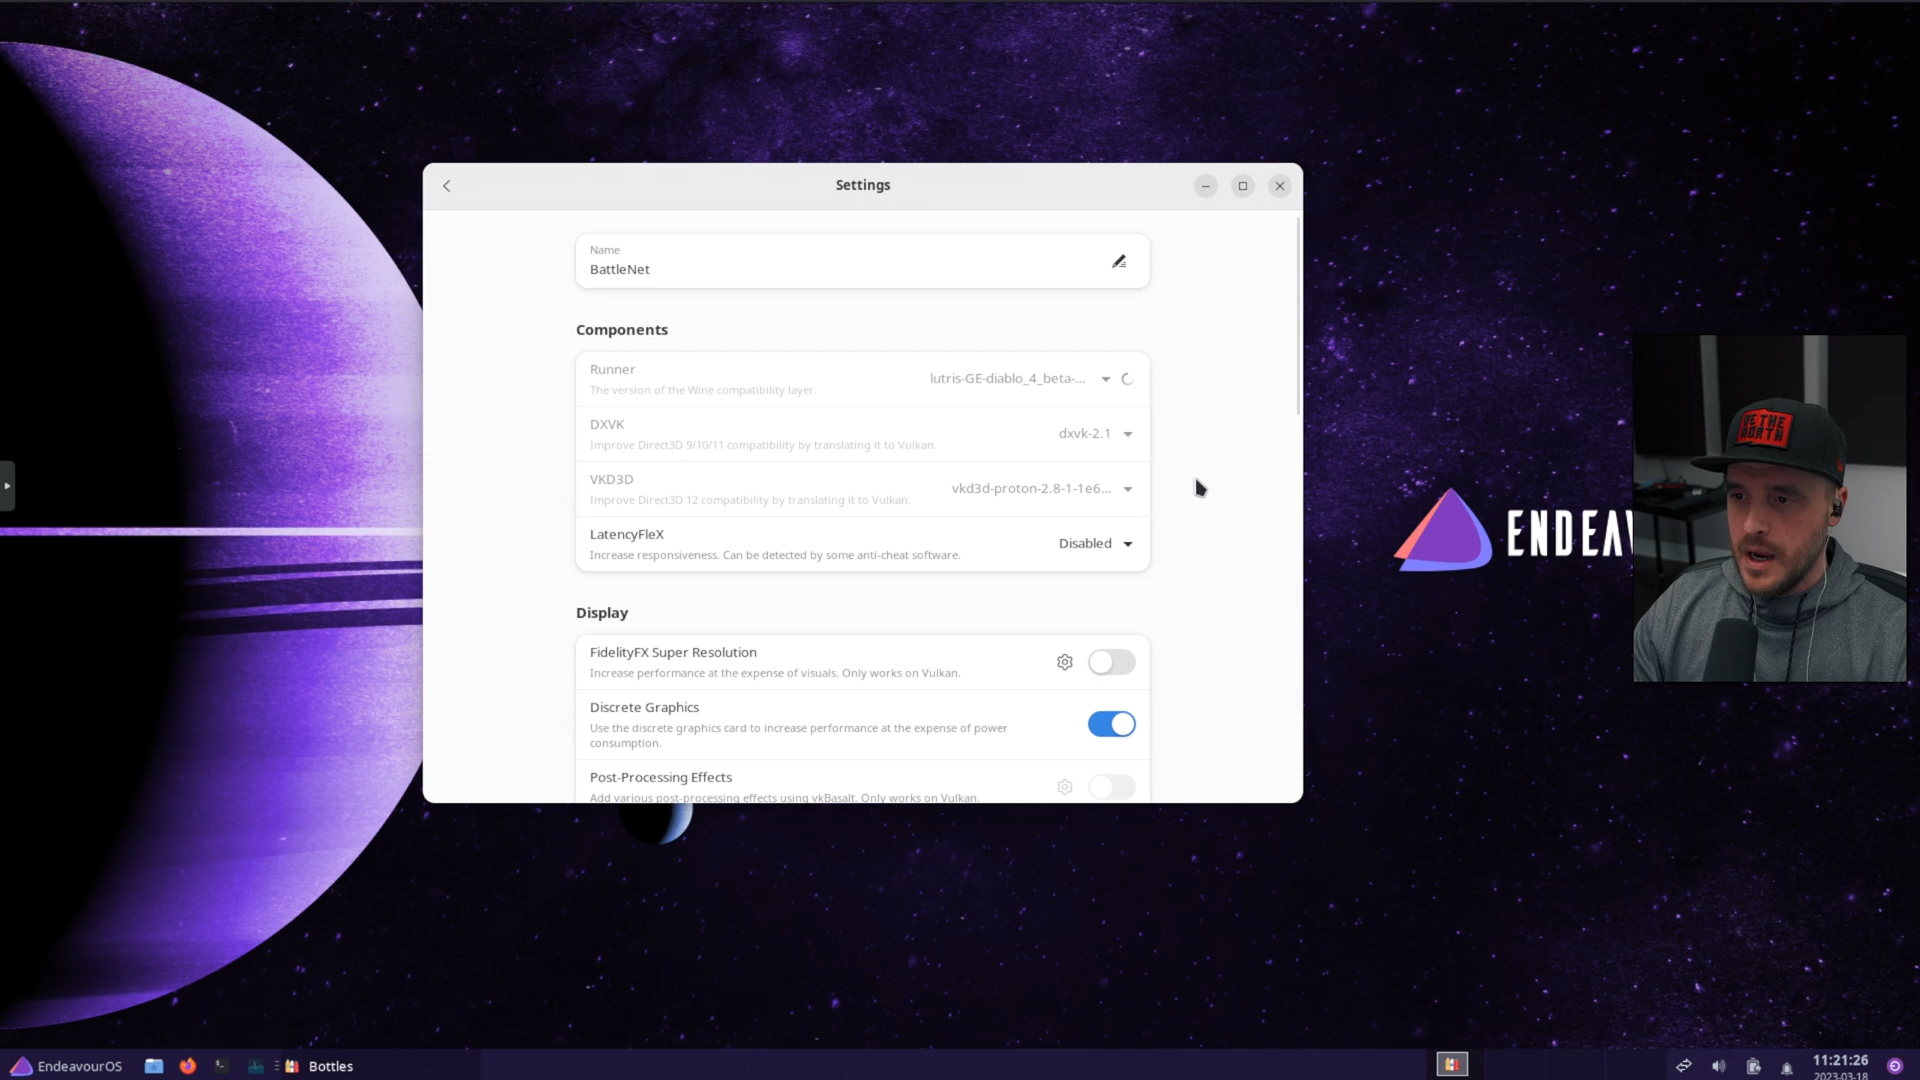 Settings
Name
BattleNet
Components
Runner
The version of the Wine compatibility layer.
lutris-GE-diablo_4_beta-...
DXVK
Improve Direct3D 9/10/11 compatibility by translating it to Vulkan.
dxvk-2.1
VKD3D
Improve Direct3D 12 compatibility by translating it to Vulkan.
vkd3d-proton-2.8-1-1e6...
LatencyFleX
Increase responsiveness. Can be detected by some anti-cheat software.
Disabled
Display
FidelityFX Super Resolution
Increase performance at the expense of visuals. Only works on Vulkan.
Discrete Graphics
Use the discrete graphics card to increase performance at the expense of power
consumption.
Post-Processing Effects
Add various post-processing effects using vkBasalt. Only works on Vulkan.
ENDEAV
WE THE
NORTH
EndeavourOS
Bottles
11:21:26
2023-03-18